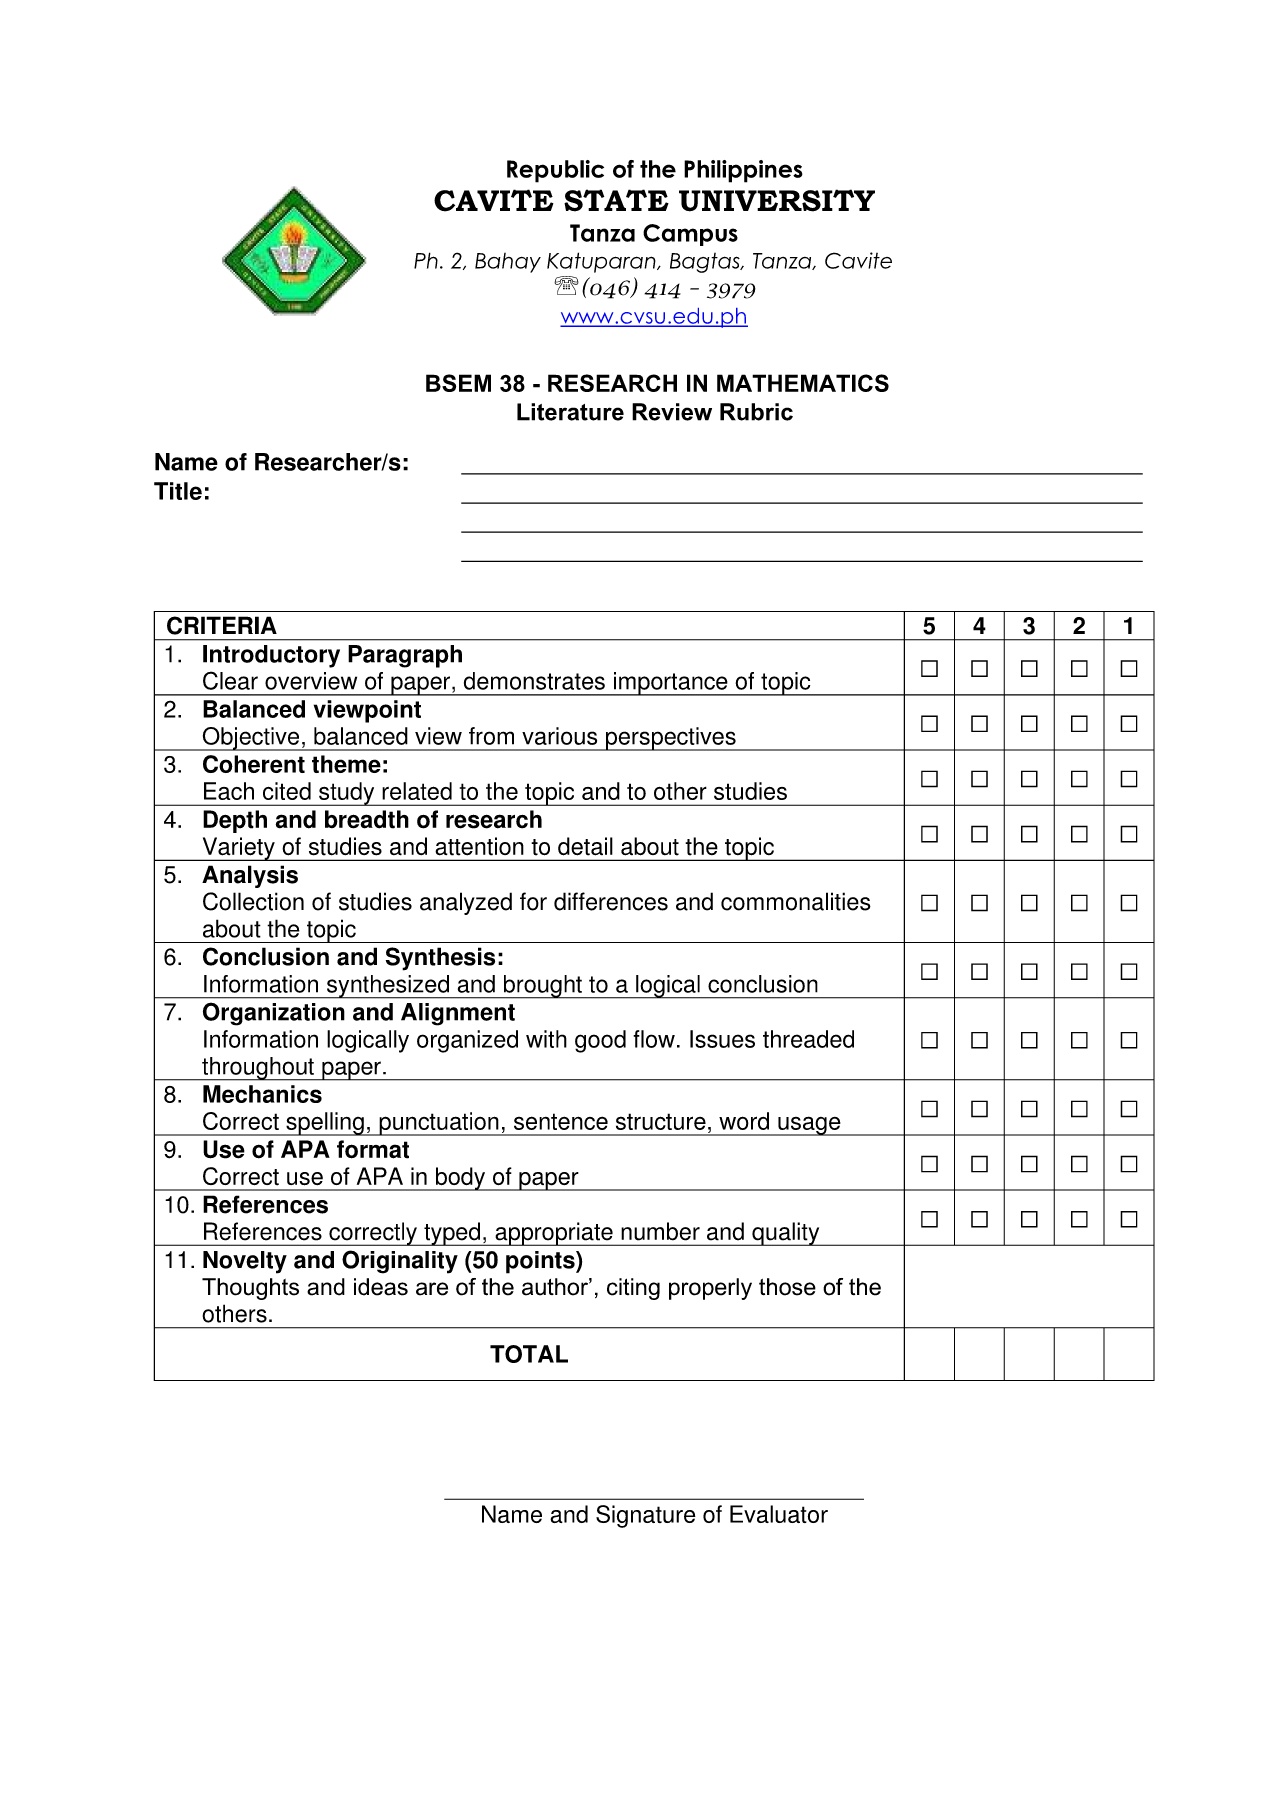 Republic of the Philippines
CAVITE STATE UNIVERSITY
Tanza Campus
Ph. 2, Bahay Katuparan, Bagtas, Tanza, Cavite
☏(046) 414 – 3979
www.cvsu.edu.ph
BSEM 38 - RESEARCH IN MATHEMATICS
Literature Review Rubric
Name of Researcher/s:
Title:
CRITERIA 5 4 3 2 1
1. Introductory Paragraph
Clear overview of paper, demonstrates importance of topic □ □ □ □ □
2. Balanced viewpoint
Objective, balanced view from various perspectives □ □ □ □ □
3. Coherent theme:
Each cited study related to the topic and to other studies □ □ □ □ □
4. Depth and breadth of research
Variety of studies and attention to detail about the topic □ □ □ □ □
5. Analysis
Collection of studies analyzed for differences and commonalities □ □ □ □ □
about the topic
6. Conclusion and Synthesis:
Information synthesized and brought to a logical conclusion □ □ □ □ □
7. Organization and Alignment
Information logically organized with good flow. Issues threaded □ □ □ □ □
throughout paper.
8. Mechanics
Correct spelling, punctuation, sentence structure, word usage □ □ □ □ □
9. Use of APA format
Correct use of APA in body of paper □ □ □ □ □
10. References
References correctly typed, appropriate number and quality □ □ □ □ □
11. Novelty and Originality (50 points)
Thoughts and ideas are of the author’, citing properly those of the
others.
TOTAL
Name and Signature of Evaluator